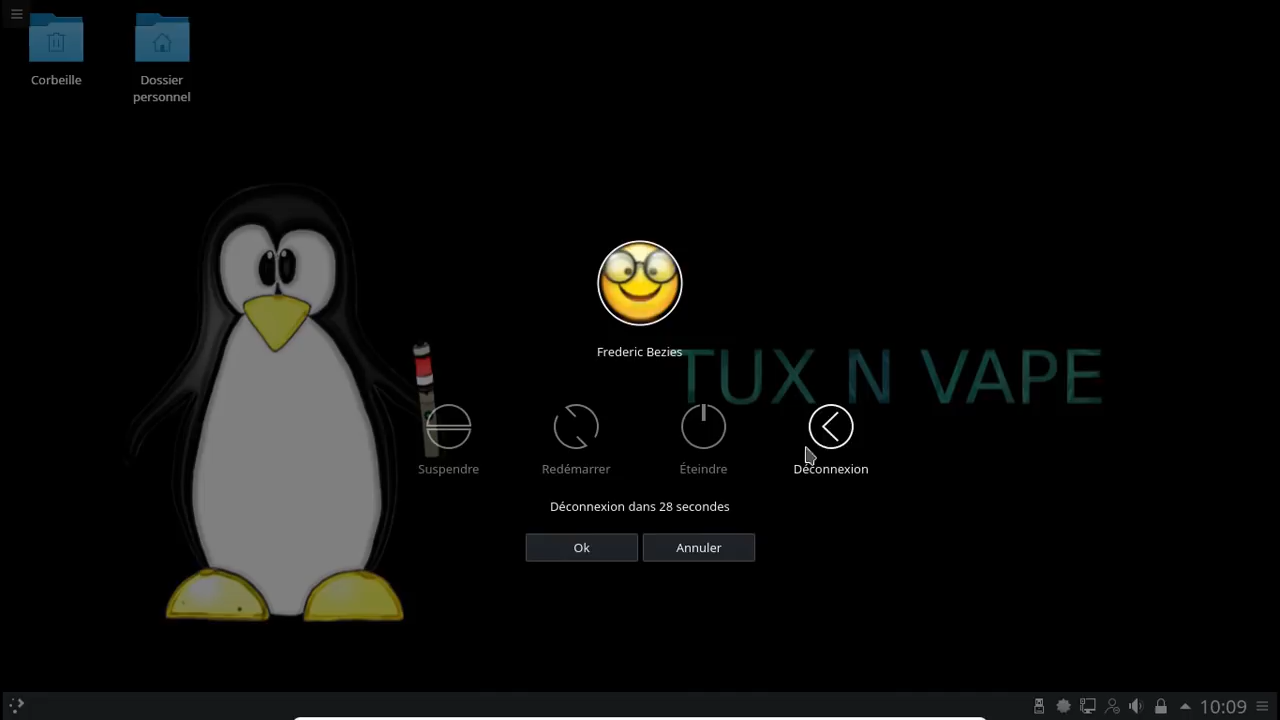 Corbeille
Dossier
personnel
Frederic Bezies
TUX N VAPE
Suspendre
Redémarrer
Éteindre
Déconnexion
Déconnexion dans 28 secondes
Ok
Annuler
10:09